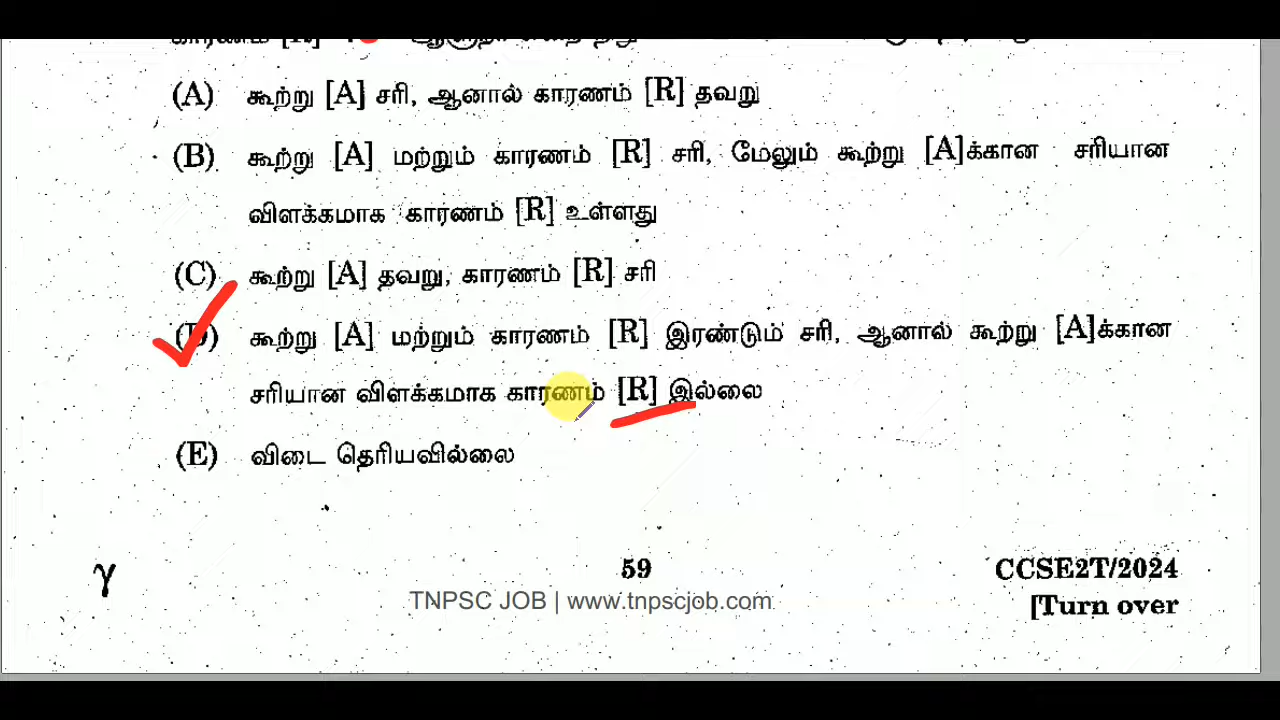 காரணம் [R]
(A) கூற்று [A] சரி, ஆனால் காரணம் [R] தவறு
(B) கூற்று [A] மற்றும் காரணம் [R] சரி, மேலும் கூற்று [A]க்கான சரியான
விளக்கமாக காரணம் [R] உள்ளது
(C) கூற்று [A] தவறு, காரணம் [R] சரி
(D) கூற்று [A] மற்றும் காரணம் [R] இரண்டும் சரி, ஆனால் கூற்று [A]க்கான
சரியான விளக்கமாக காரணம் [R] இல்லை
(E) விடை தெரியவில்லை
γ
59
CCSE2T/2024
TNPSC JOB | www.tnpscjob.com
[Turn over